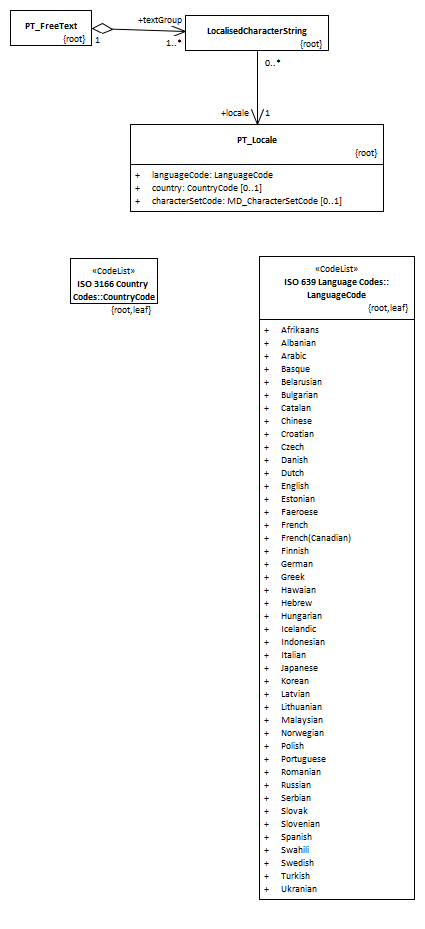 PT_FreeText
{root}
1
+textGroup
1..*
LocalisedCharacterString
{root}
0..*
+locale
1
PT_Locale
{root}
+ languageCode: LanguageCode
+ country: CountryCode [0..1]
+ characterSetCode: MD_CharacterSetCode [0..1]
«CodeList»
ISO 3166 Country
Codes::CountryCode
{root,leaf}
«CodeList»
ISO 639 Language Codes::
LanguageCode
{root,leaf}
+ Afrikaans
+ Albanian
+ Arabic
+ Basque
+ Belarusian
+ Bulgarian
+ Catalan
+ Chinese
+ Croatian
+ Czech
+ Danish
+ Dutch
+ English
+ Estonian
+ Faeroese
+ French
+ French(Canadian)
+ Finnish
+ German
+ Greek
+ Hawaian
+ Hebrew
+ Hungarian
+ Icelandic
+ Indonesian
+ Italian
+ Japanese
+ Korean
+ Latvian
+ Lithuanian
+ Malaysian
+ Norwegian
+ Polish
+ Portuguese
+ Romanian
+ Russian
+ Serbian
+ Slovak
+ Slovenian
+ Spanish
+ Swahili
+ Swedish
+ Turkish
+ Ukranian